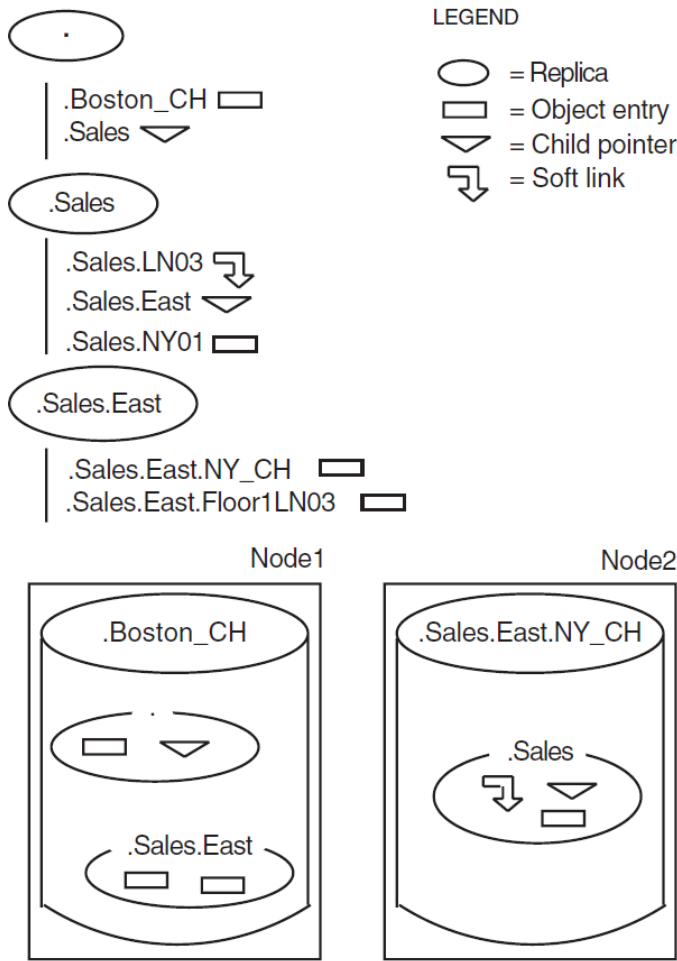 .
.Boston_CH
.Sales
LEGEND
= Replica
= Object entry
= Child pointer
= Soft link
.Sales
.Sales.LN03
.Sales.East
.Sales.NY01
.Sales.East
.Sales.East.NY_CH
.Sales.East.Floor1LN03
Node1
.Boston_CH
.
.Sales.East
Node2
.Sales.East.NY_CH
.Sales